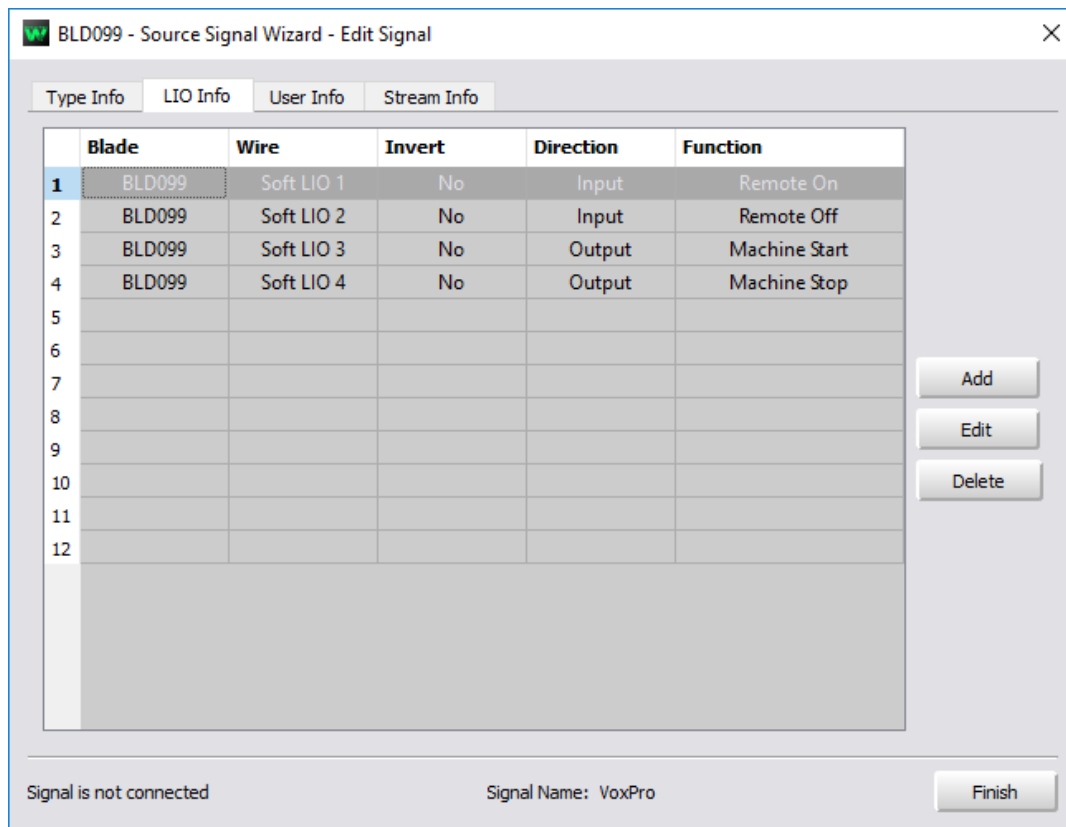 BLD099 - Source Signal Wizard - Edit Signal
Type Info LIO Info User Info Stream Info
Blade Wire Invert Direction Function
1 BLD099 Soft LIO 1 No Input Remote On
2 BLD099 Soft LIO 2 No Input Remote Off
3 BLD099 Soft LIO 3 No Output Machine Start
4 BLD099 Soft LIO 4 No Output Machine Stop
5
6
7
8
9
10
11
12
Add
Edit
Delete
Signal is not connected Signal Name: VoxPro Finish